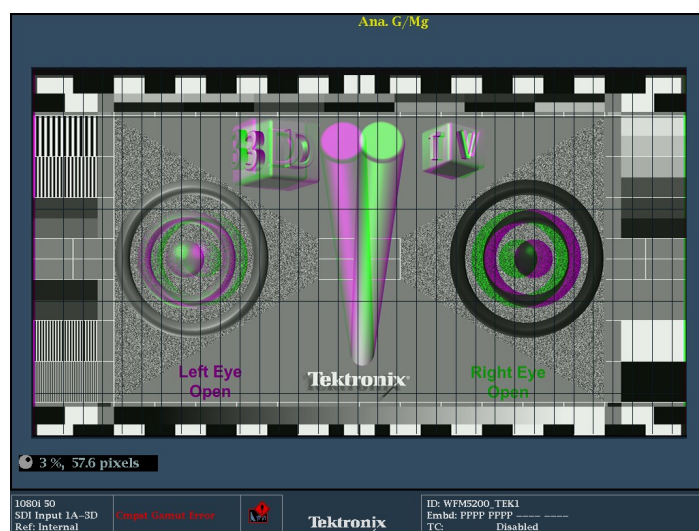 Ana. G/Mg
3D
TV
Left Eye
Open
Tektronix
Right Eye
Open
3 %, 57.6 pixels
1080i 50
SDI Input 1A–3D
Ref: Internal
Cmpst Gamut Error
Tektronix
ID: WFM5200_TEK1
Embd: PPPP PPPP –––– ––––
TC: Disabled